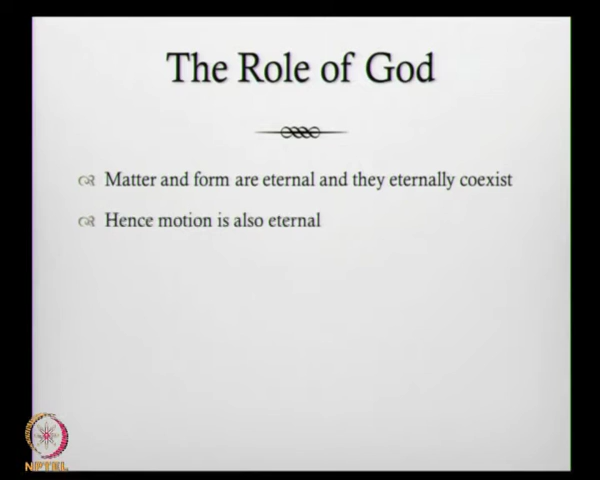 The Role of God
Matter and form are eternal and they eternally coexist
Hence motion is also eternal
NPTEL